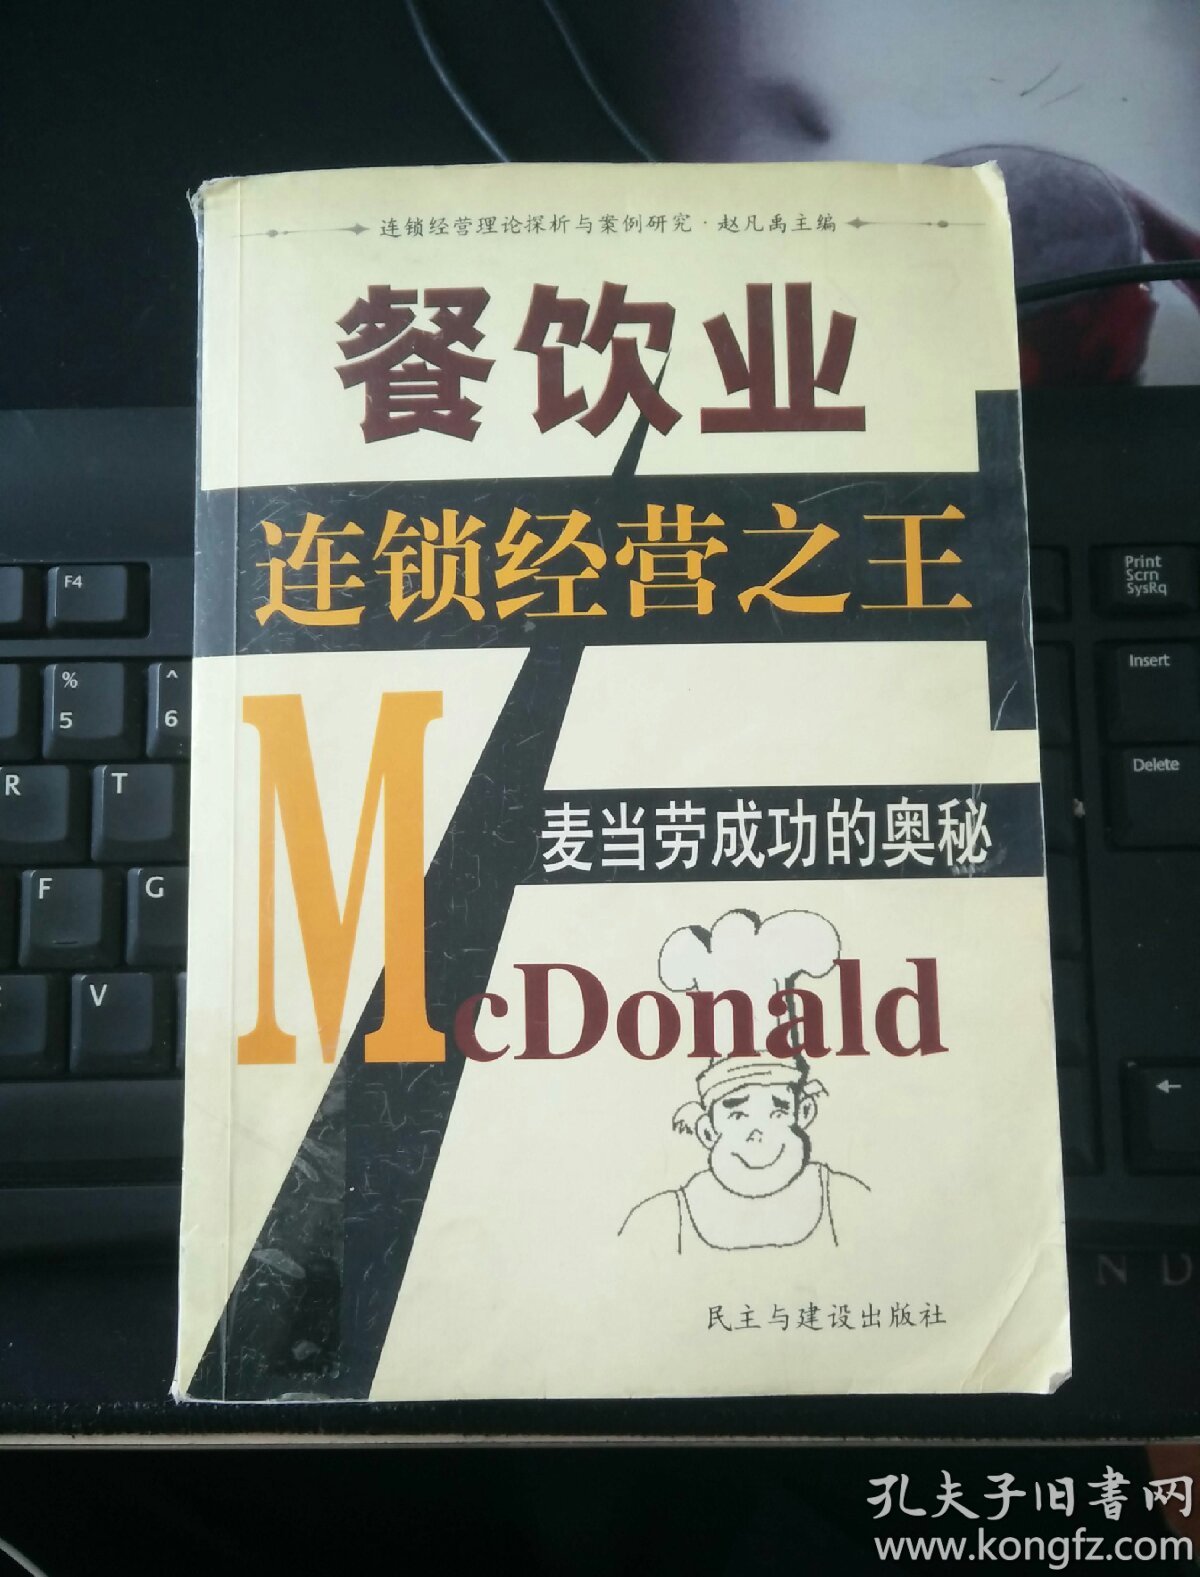 连锁经营理论探析与案例研究·赵凡禹主编
餐饮业
连锁经营之王
麦当劳成功的奥秘
McDonald
民主与建设出版社
F4
%
5
^
6
R
T
F
G
V
Print
Scrn
SysRq
Insert
Delete
←
N D
孔夫子旧书网
www.kongfz.com